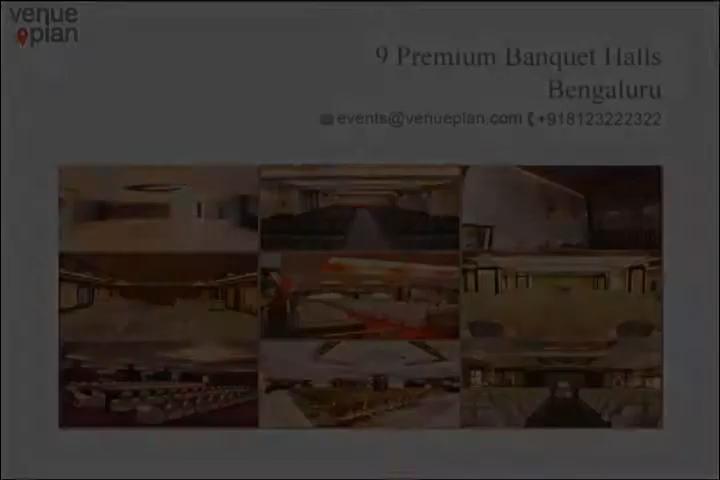 venue
plan
9 Premium Banquet Halls
Bengaluru
events@venueplan.com +918123222322